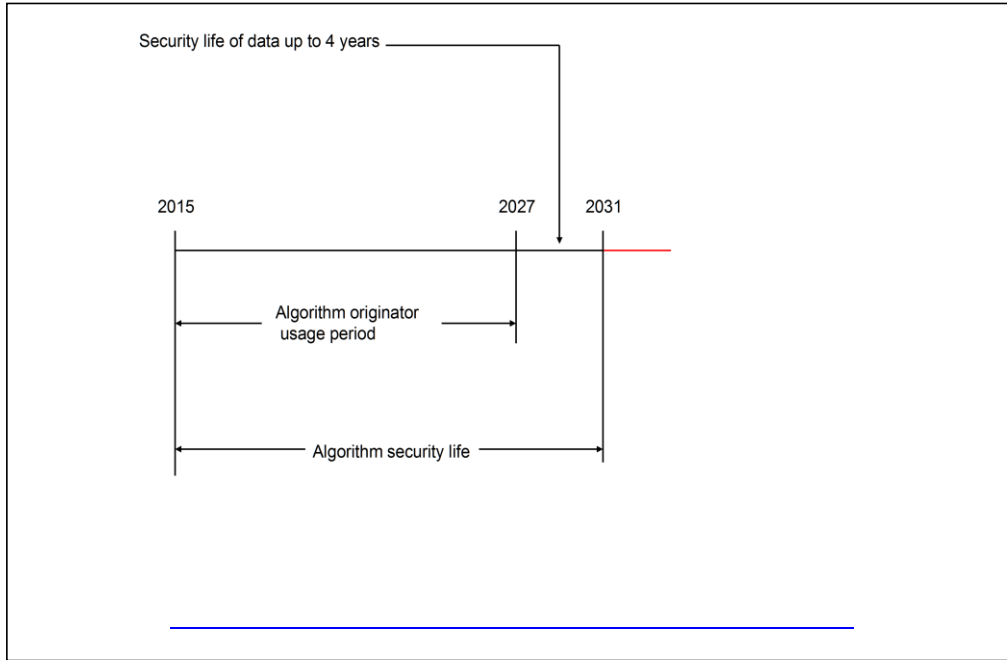 Security life of data up to 4 years
2015
2027
2031
Algorithm originator
usage period
Algorithm security life